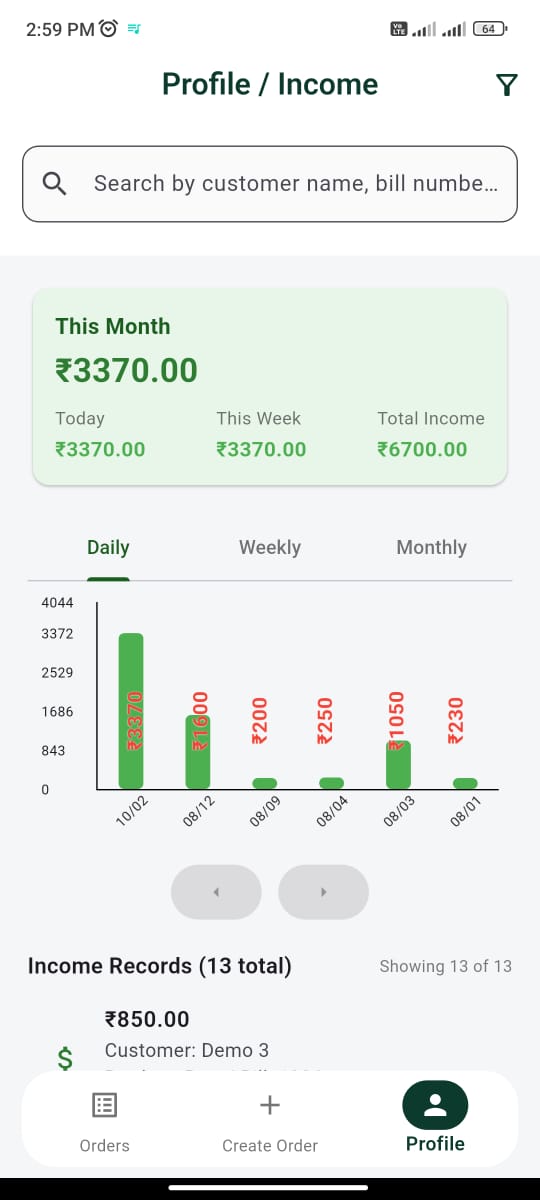 2:59 PM
Vo LTE
64
Profile / Income
Search by customer name, bill numbe...
This Month
₹3370.00
Today This Week Total Income
₹3370.00 ₹3370.00 ₹6700.00
Daily Weekly Monthly
4044
3372
2529
1686
843
0
₹3370 ₹1600 ₹200 ₹250 ₹1050 ₹230
10/02 08/12 08/09 08/04 08/03 08/01
Income Records (13 total) Showing 13 of 13
₹850.00
$
Customer: Demo 3
Orders Create Order Profile